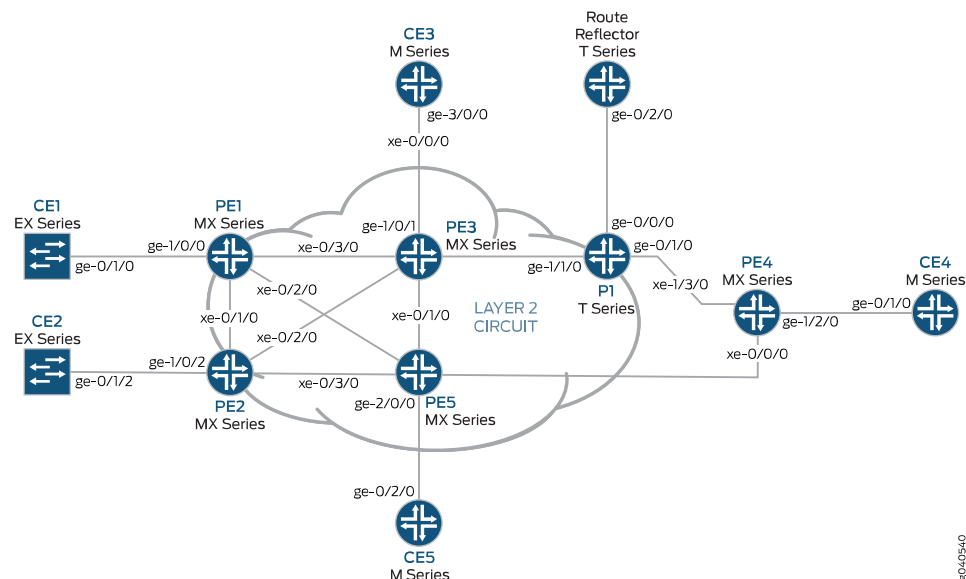 Route
Reflector
T Series
CE3
M Series
ge-3/0/0
ge-0/2/0
xe-0/0/0
CE1
EX Series
PE1
MX Series
ge-1/0/1
PE3
MX Series
ge-0/0/0
ge-0/1/0
ge-1/0/0
xe-0/3/0
ge-0/1/0
ge-1/1/0
P1
T Series
PE4
MX Series
CE4
M Series
xe-0/2/0
xe-1/3/0
ge-0/1/0
ge-1/2/0
LAYER 2
CIRCUIT
xe-0/1/0
xe-0/1/0
xe-0/2/0
CE2
EX Series
ge-1/0/2
ge-0/1/2
xe-0/3/0
xe-0/0/0
PE2
MX Series
ge-2/0/0
PE5
MX Series
ge-0/2/0
CE5
M Series
g040540